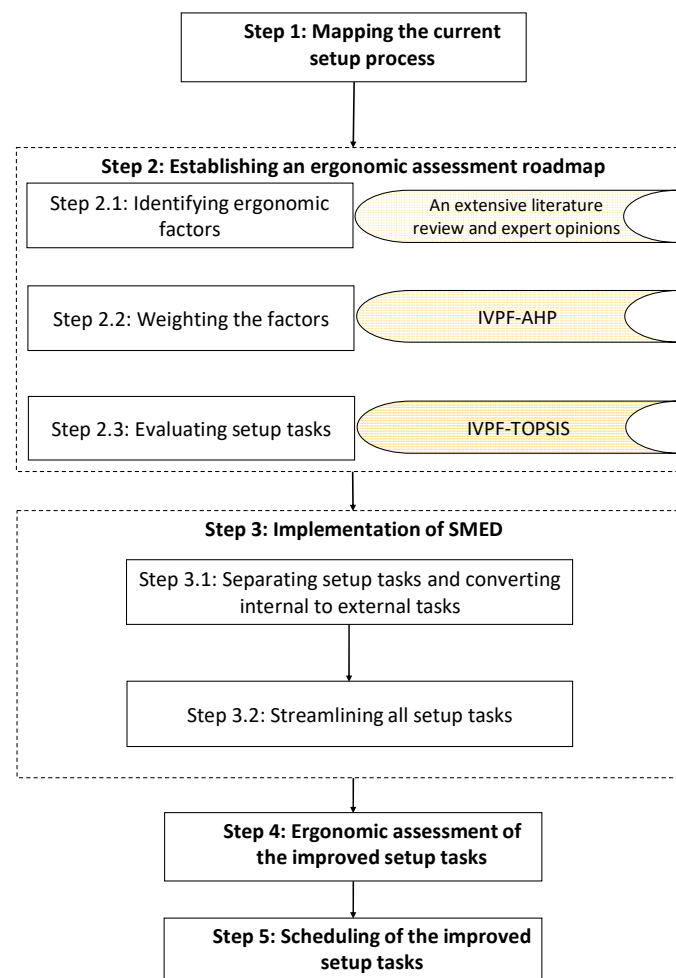 Step 1: Mapping the current
setup process
Step 2: Establishing an ergonomic assessment roadmap
Step 2.1: Identifying ergonomic
factors
An extensive literature
review and expert opinions
Step 2.2: Weighting the factors
IVPF-AHP
Step 2.3: Evaluating setup tasks
IVPF-TOPSIS
Step 3: Implementation of SMED
Step 3.1: Separating setup tasks and converting
internal to external tasks
Step 3.2: Streamlining all setup tasks
Step 4: Ergonomic assessment of
the improved setup tasks
Step 5: Scheduling of the improved
setup tasks